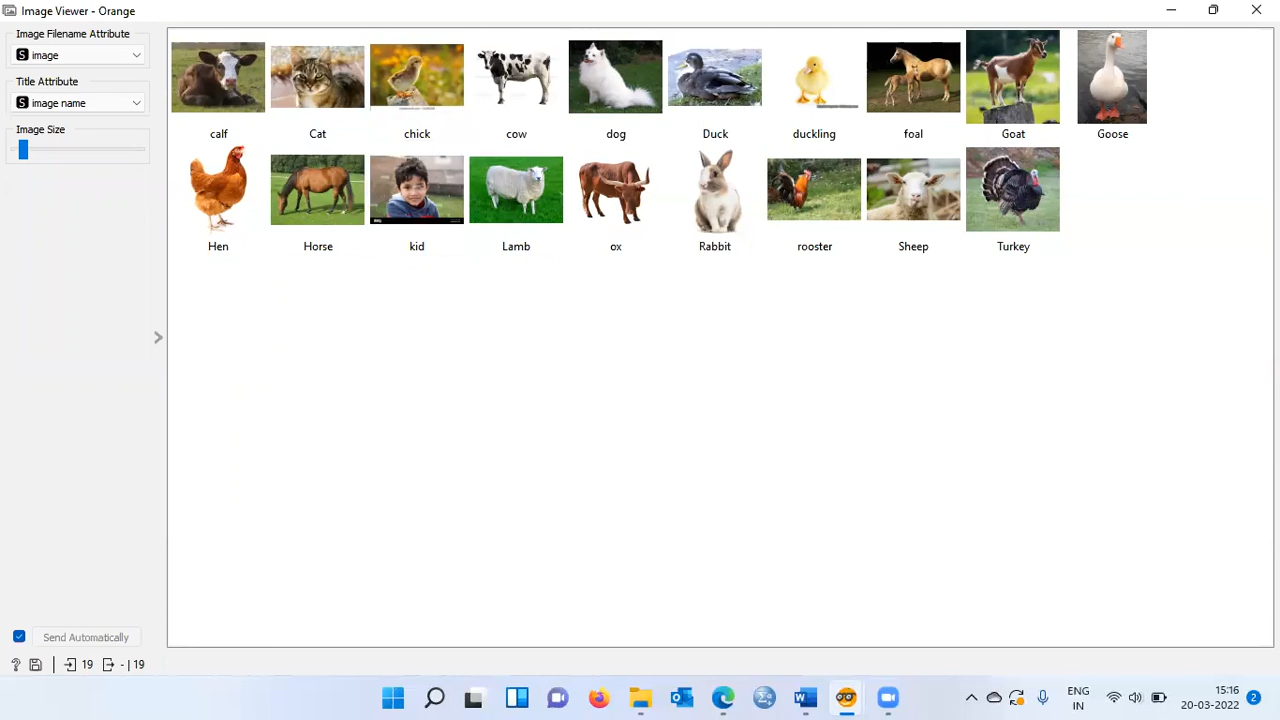 Image Viewer - Orange
Image Filename Attribute
S image
Title Attribute
S image name
Image Size
calf
Cat
chick
cow
dog
Duck
duckling
foal
Goat
Goose
Hen
Horse
kid
Lamb
ox
Rabbit
rooster
Sheep
Turkey
Send Automatically
? 19 - | 19
ENG
IN
15:16
20-03-2022
2